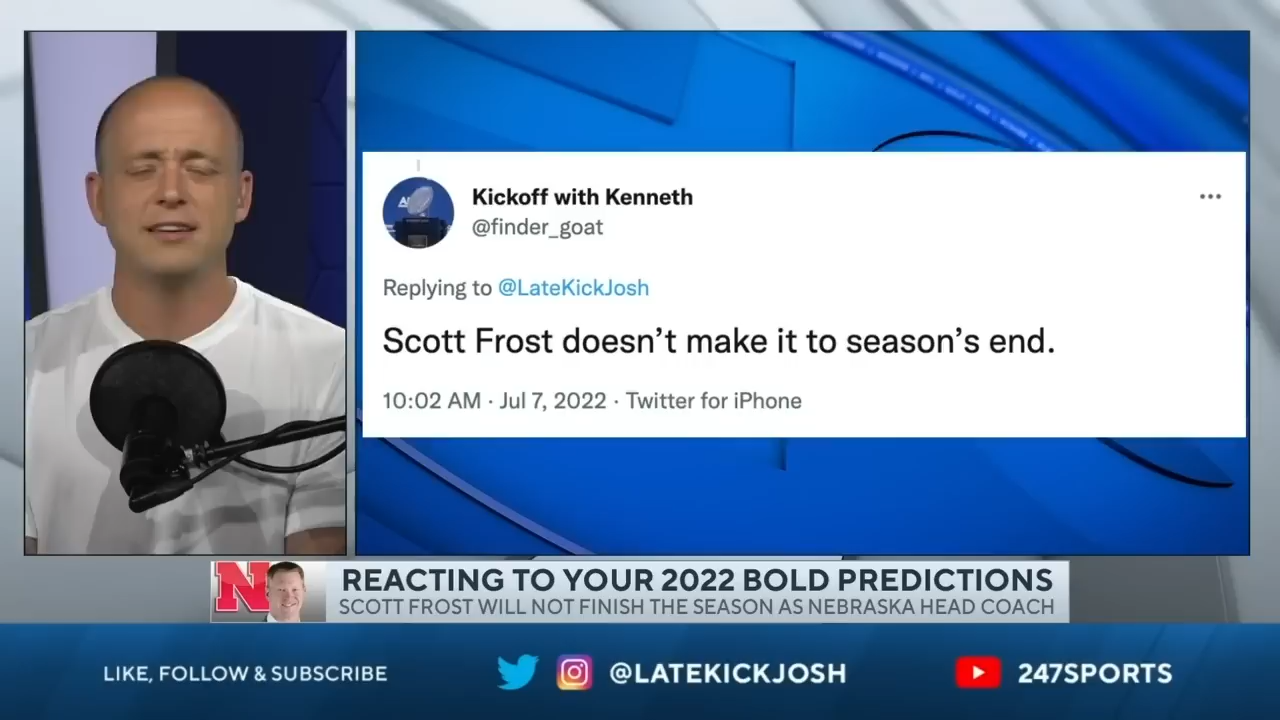 Kickoff with Kenneth
@finder_goat
Replying to @LateKickJosh
Scott Frost doesn’t make it to season’s end.
10:02 AM · Jul 7, 2022 · Twitter for iPhone
N
REACTING TO YOUR 2022 BOLD PREDICTIONS
SCOTT FROST WILL NOT FINISH THE SEASON AS NEBRASKA HEAD COACH
LIKE, FOLLOW & SUBSCRIBE
@LATEKICKJOSH
247SPORTS